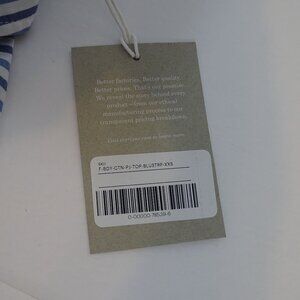 Better factories. Better quality.
Better prices. That's our promise.
We reveal the story behind every
product—from our ethical
manufacturing process to our
transparent pricing breakdown.
SKU
F-BOY-CTN-PJ-TOP-BLUSTRP-XXS